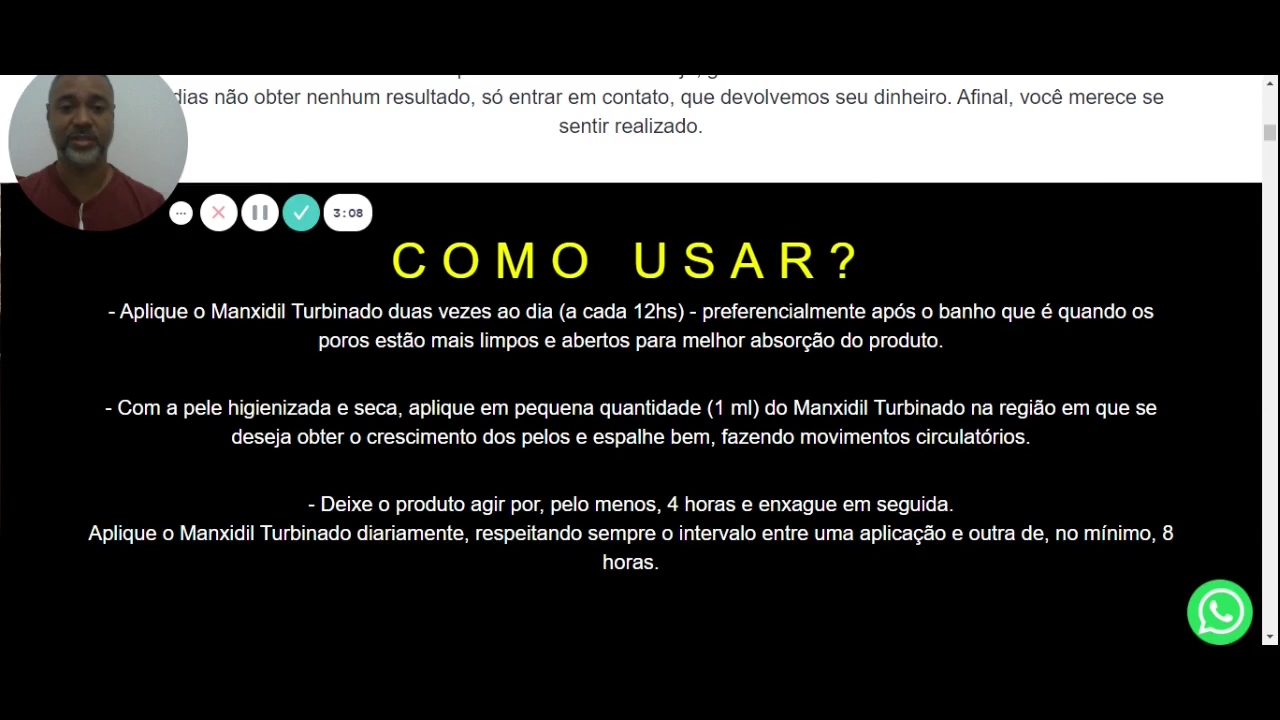 dias não obter nenhum resultado, só entrar em contato, que devolvemos seu dinheiro. Afinal, você merece se
sentir realizado.
3:08
COMO USAR?
- Aplique o Manxidil Turbinado duas vezes ao dia (a cada 12hs) - preferencialmente após o banho que é quando os
poros estão mais limpos e abertos para melhor absorção do produto.
- Com a pele higienizada e seca, aplique em pequena quantidade (1 ml) do Manxidil Turbinado na região em que se
deseja obter o crescimento dos pelos e espalhe bem, fazendo movimentos circulatórios.
- Deixe o produto agir por, pelo menos, 4 horas e enxague em seguida.
Aplique o Manxidil Turbinado diariamente, respeitando sempre o intervalo entre uma aplicação e outra de, no mínimo, 8
horas.